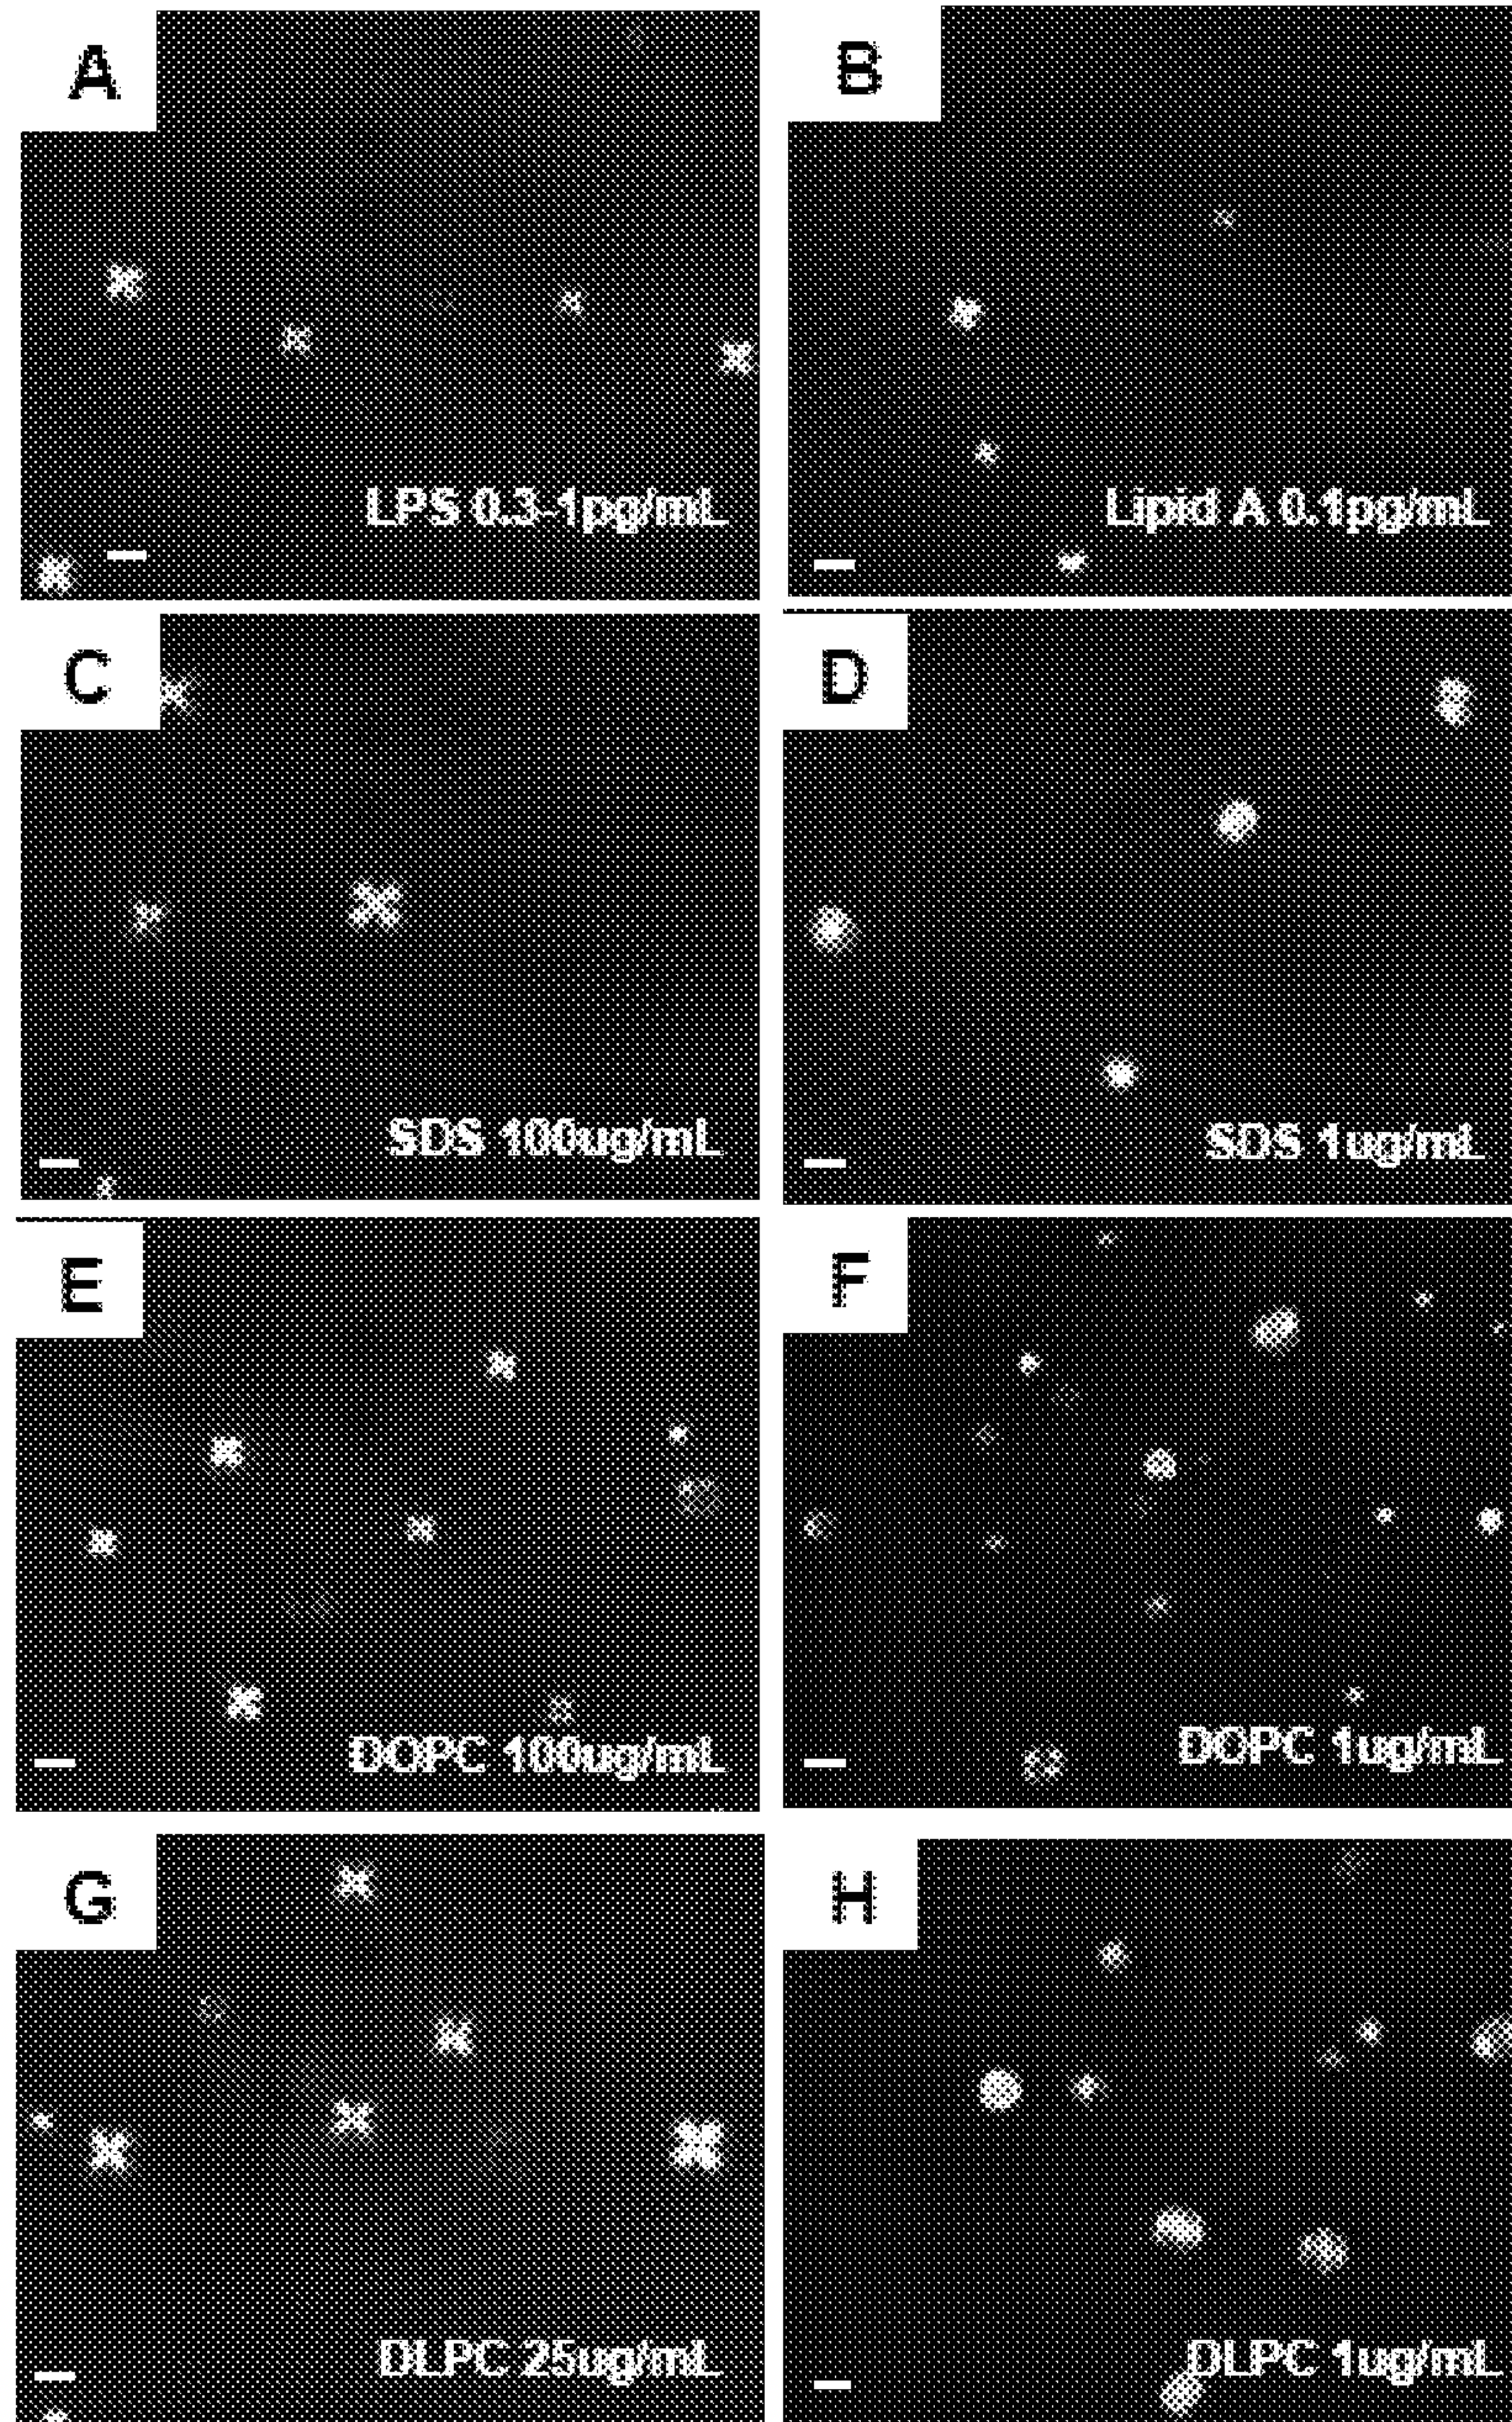 A
LPS 0.3-1pg/mL
B
Lipid A 0.1pg/mL
C
SDS 100ug/mL
D
SDS 1ug/mL
E
DOPC 100ug/mL
F
DOPC 1ug/mL
G
DLPC 25ug/mL
H
DLPC 1ug/mL